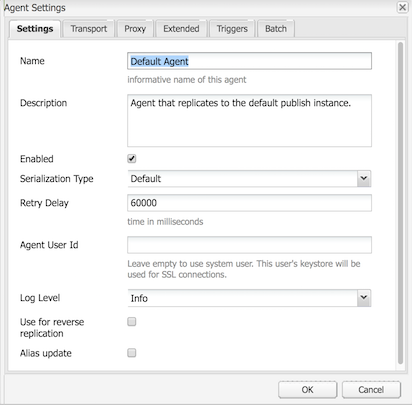 Agent Settings
Settings Transport Proxy Extended Triggers Batch
Name Default Agent
informative name of this agent
Description Agent that replicates to the default publish instance.
Enabled
Serialization Type Default
Retry Delay 60000
time in milliseconds
Agent User Id
Leave empty to use system user. This user's keystore will
be used for SSL connections.
Log Level Info
Use for reverse
replication
Alias update
OK Cancel